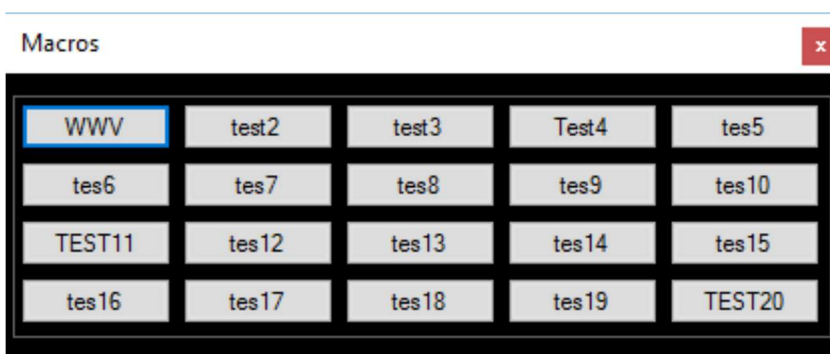 Macros x
WWV test2 test3 Test4 tes5
tes6 tes7 tes8 tes9 tes10
TEST11 tes12 tes13 tes14 tes15
tes16 tes17 tes18 tes19 TEST20